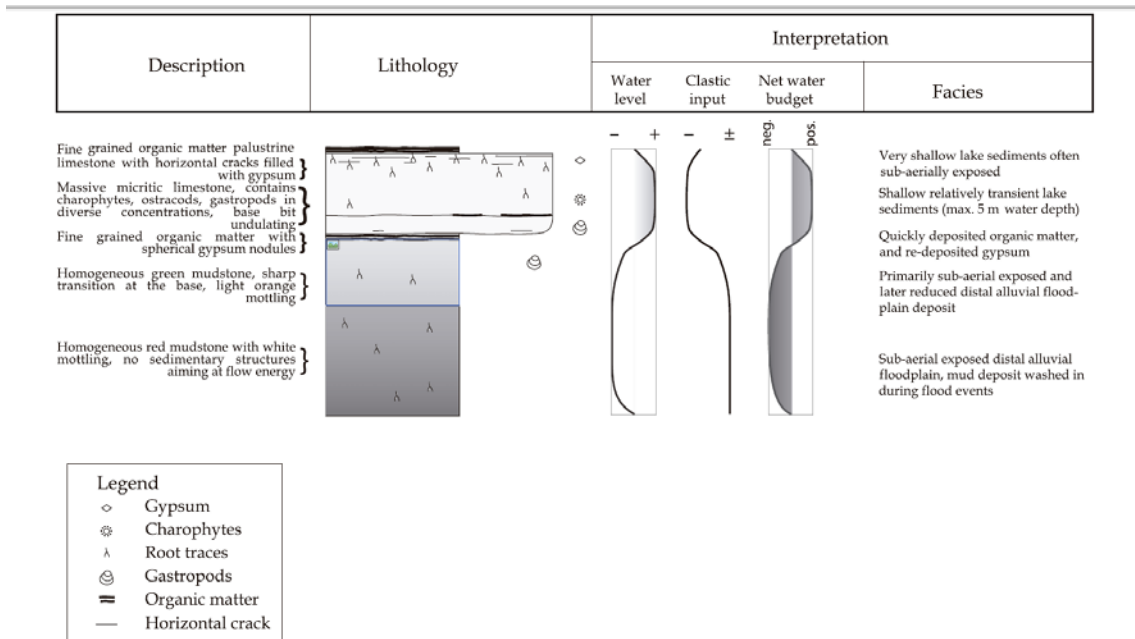 Description
Lithology
Interpretation
Water
level
Clastic
input
Net water
budget
Facies
− +
− I±
neg. pos.
Fine grained organic matter palustrine
limestone with horizontal cracks filled
with gypsum
Massive micritic limestone, contains
charophytes, ostracods, gastropods in
diverse concentrations, base bit
undulating
Fine grained organic matter with
spherical gypsum nodules
Homogeneous green mudstone, sharp
transition at the base, light orange
mottling
Homogeneous red mudstone with white
mottling, no sedimentary structures
aiming at flow energy
Very shallow lake sediments often
sub-aerially exposed
Shallow relatively transient lake
sediments (max. 5 m water depth)
Quickly deposited organic matter,
and re-deposited gypsum
Primarily sub-aerial exposed and
later reduced distal alluvial flood-
plain deposit
Sub-aerial exposed distal alluvial
floodplain, mud deposit washed in
during flood events
Legend
Gypsum
Charophytes
Root traces
Gastropods
Organic matter
Horizontal crack